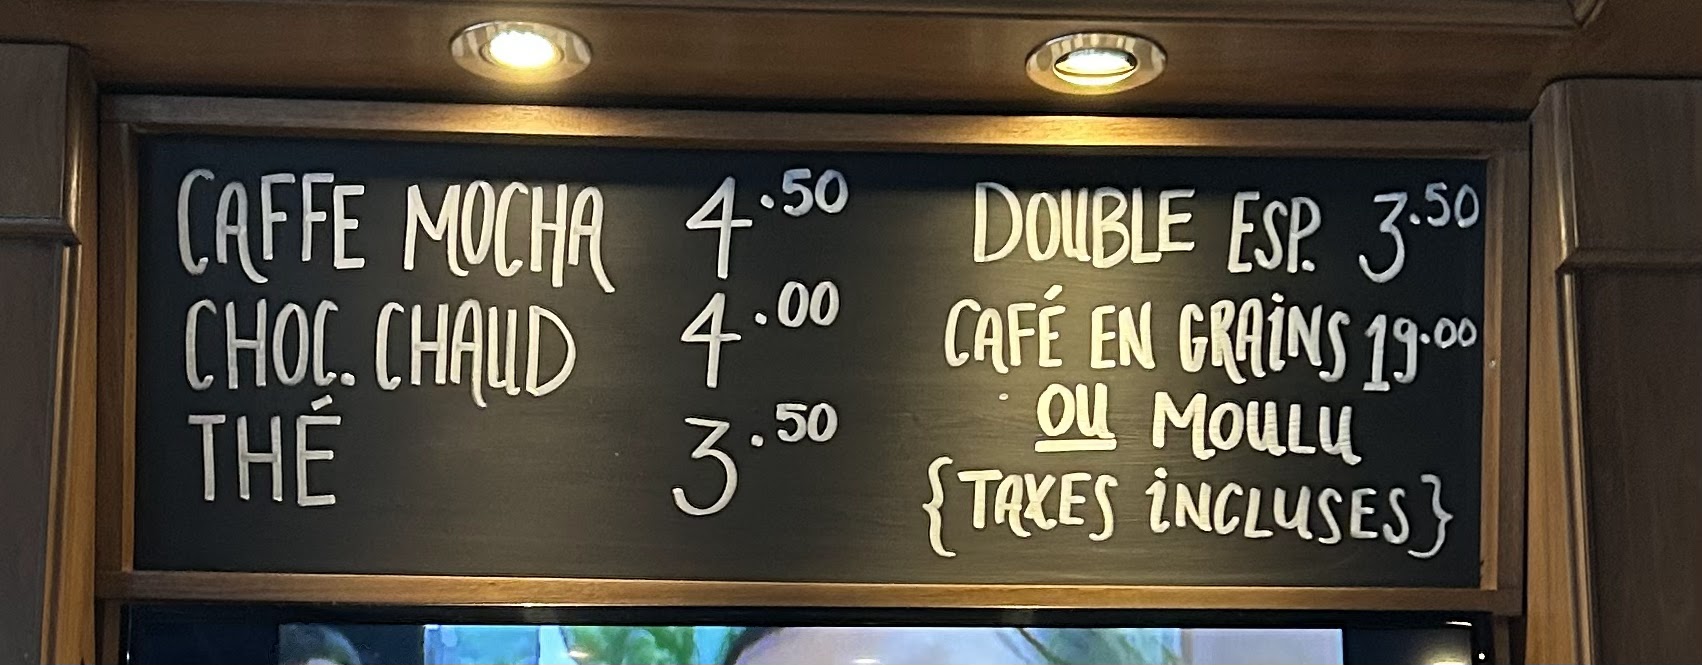 CAFFE MOCHA 4.50
CHOC. CHAUD 4.00
THÉ 3.50
DOUBLE ESP. 3.50
CAFÉ EN GRAINS 19.00
OU MOULU
{TAXES INCLUSES}